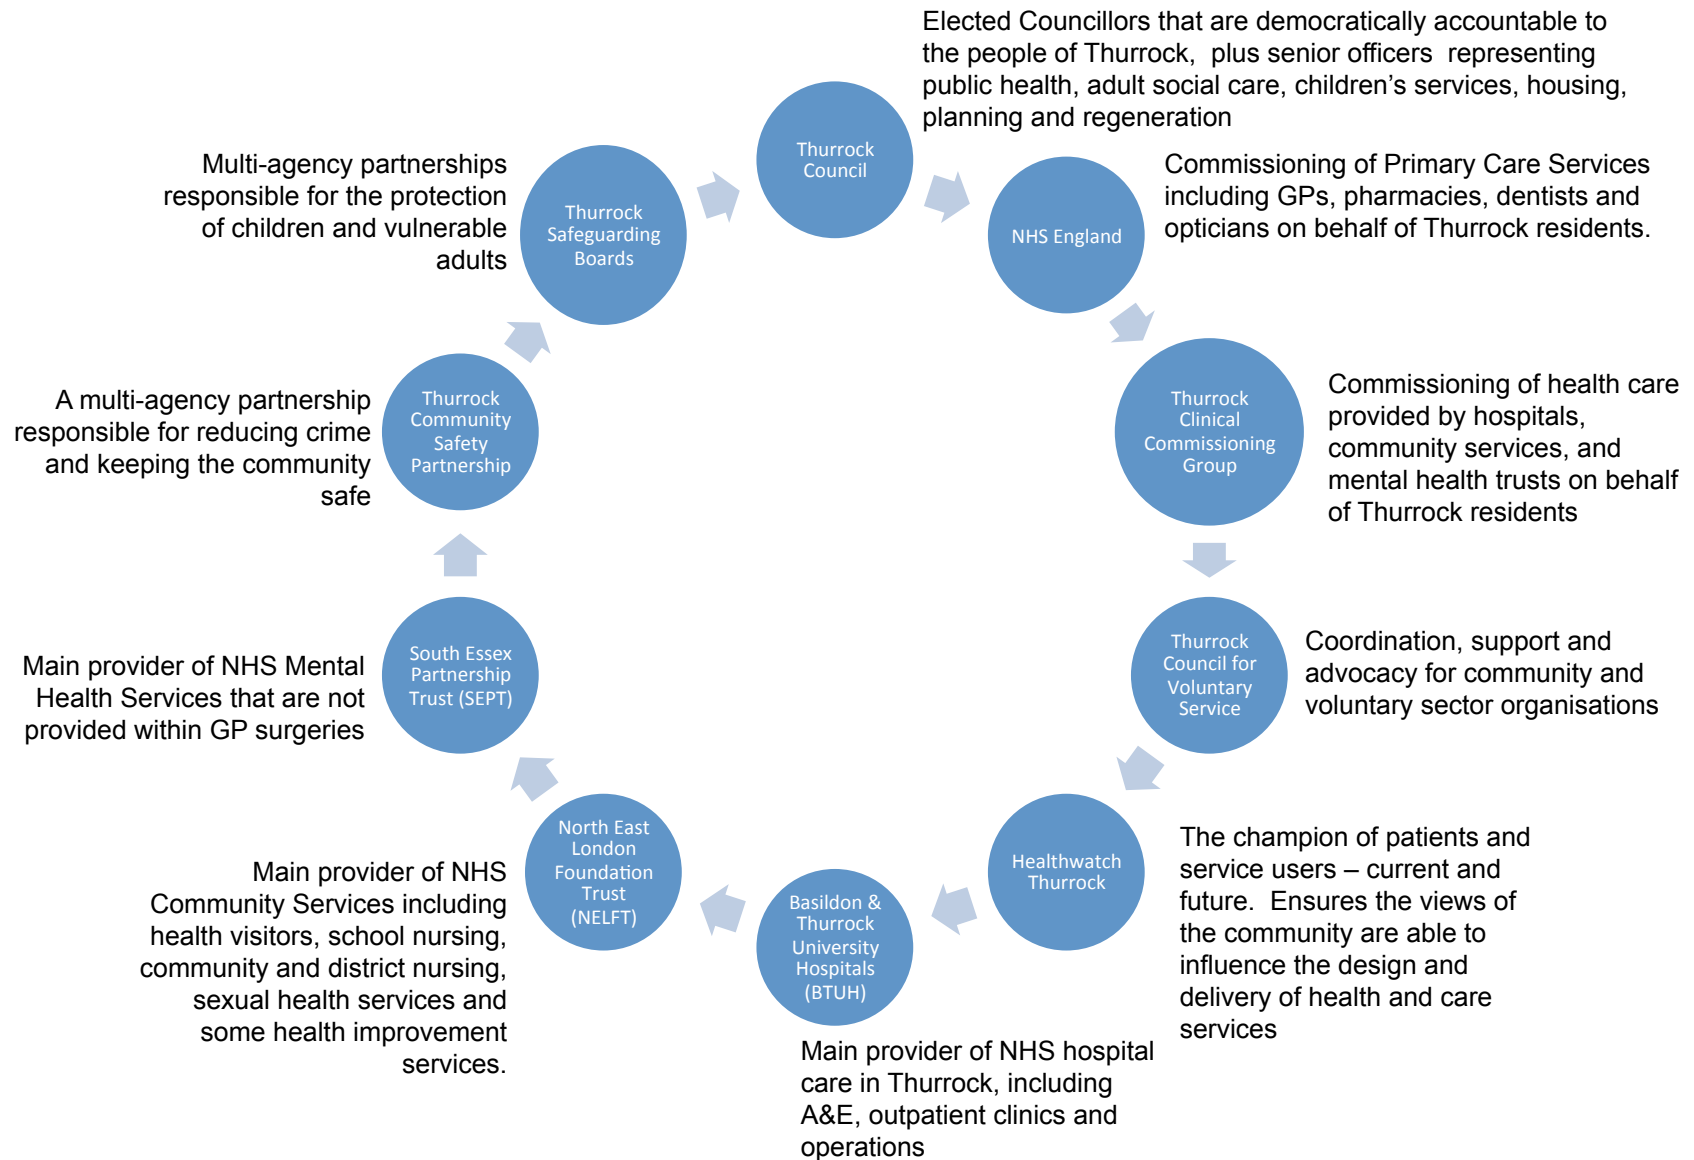 Elected Councillors that are democratically accountable to
the people of Thurrock,  plus senior officers  representing
public health, adult social care, children’s services, housing,
planning and regeneration
Thurrock
Council
Commissioning of Primary Care Services
including GPs, pharmacies, dentists and
opticians on behalf of Thurrock residents.
NHS England
Thurrock
Clinical
Commissioning
Group
Commissioning of health care
provided by hospitals,
community services, and
mental health trusts on behalf
of Thurrock residents
Thurrock
Council for
Voluntary
Service
Coordination, support and
advocacy for community and
voluntary sector organisations
Healthwatch
Thurrock
The champion of patients and
service users – current and
future.  Ensures the views of
the community are able to
influence the design and
delivery of health and care
services
Basildon &
Thurrock
University
Hospitals
(BTUH)
Main provider of NHS hospital
care in Thurrock, including
A&E, outpatient clinics and
operations
North East
London
Foundation
Trust
(NELFT)
Main provider of NHS
Community Services including
health visitors, school nursing,
community and district nursing,
sexual health services and
some health improvement
services.
South Essex
Partnership
Trust (SEPT)
Main provider of NHS Mental
Health Services that are not
provided within GP surgeries
Thurrock
Community
Safety
Partnership
A multi-agency partnership
responsible for reducing crime
and keeping the community
safe
Thurrock
Safeguarding
Boards
Multi-agency partnerships
responsible for the protection
of children and vulnerable
adults